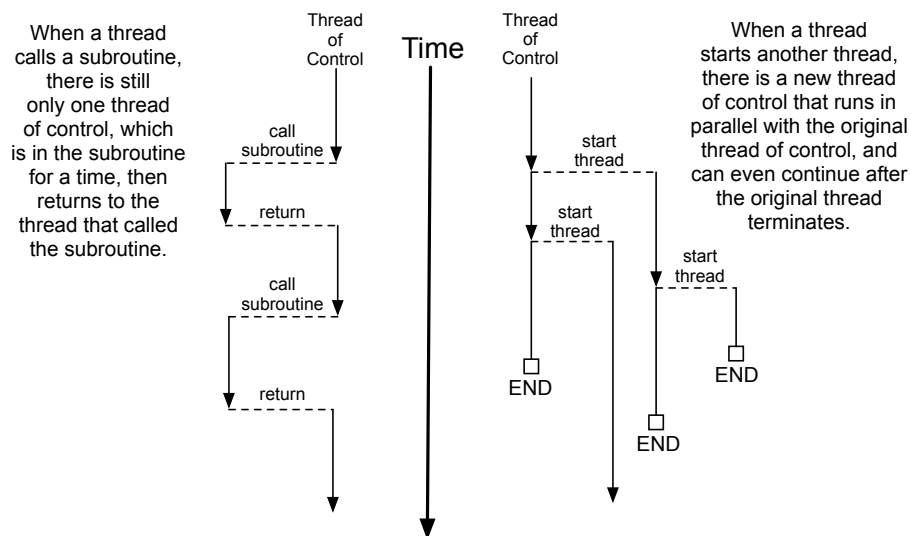 When a thread
calls a subroutine,
there is still
only one thread
of control, which
is in the subroutine
for a time, then
returns to the
thread that called
the subroutine.
Thread
of
Control
call
subroutine
return
call
subroutine
return
Time
Thread
of
Control
start
thread
start
thread
start
thread
END
END
END
When a thread
starts another thread,
there is a new thread
of control that runs in
parallel with the original
thread of control, and
can even continue after
the original thread
terminates.